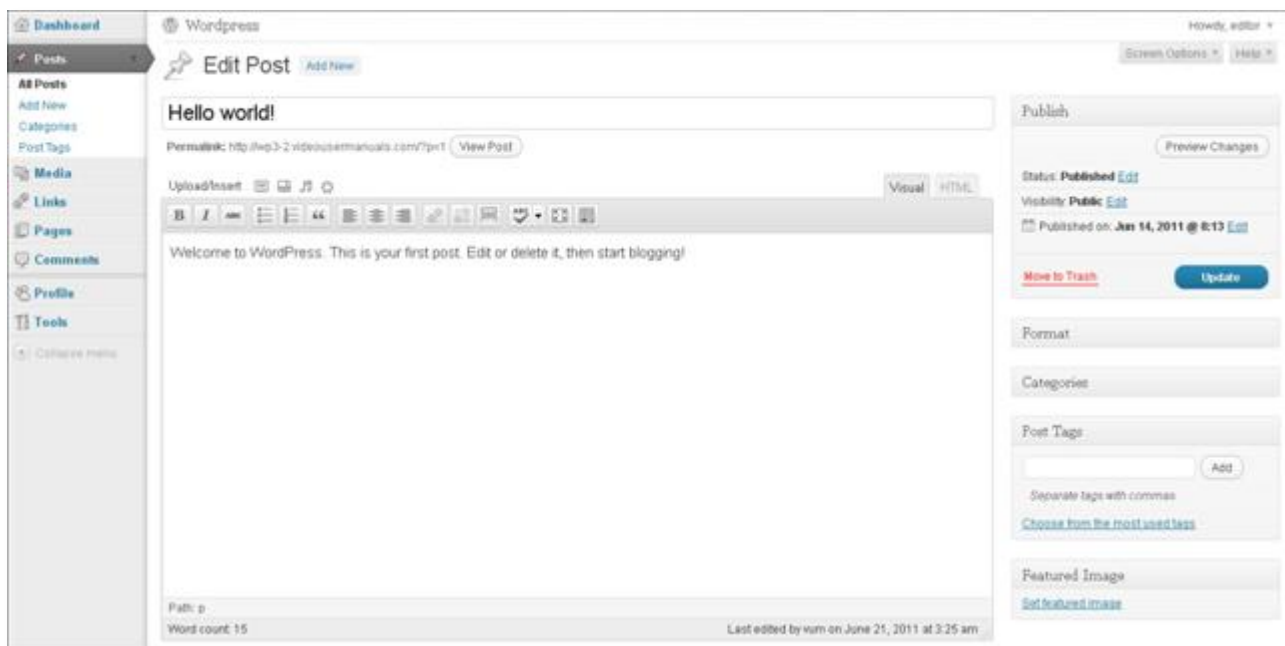 Dashboard
Posts
All Posts
Add New
Categories
Post Tags
Media
Links
Pages
Comments
Profile
Tools
Collapse menu
Wordpress
Howdy, editor
Screen Options
Help
Edit Post Add New
Hello world!
Permalink: http://wp3-2.videousermanuals.com/?p=1 View Post
Upload/Insert
Visual HTML
B I ABC
Welcome to WordPress. This is your first post. Edit or delete it, then start blogging!
Path: p
Word count: 15
Last edited by vum on June 21, 2011 at 3:25 am
Publish
Preview Changes
Status: Published Edit
Visibility: Public Edit
Published on: Jun 14, 2011 @ 8:13 Edit
Move to Trash
Update
Format
Categories
Post Tags
Add
Separate tags with commas
Choose from the most used tags
Featured Image
Set featured image